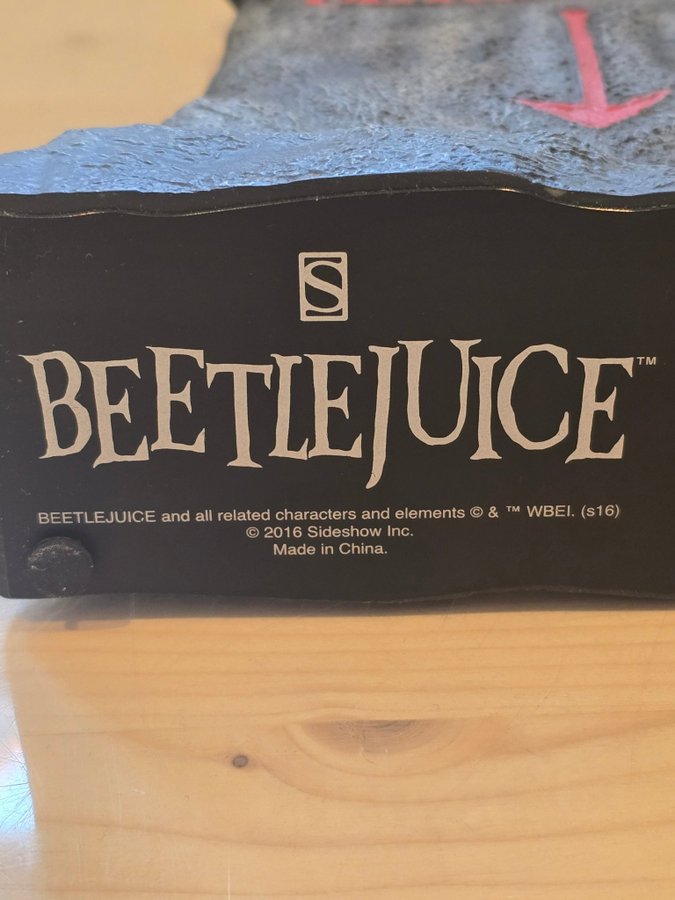 S
BEETLEJUICE™
BEETLEJUICE and all related characters and elements © & ™ WBEI. (s16)
© 2016 Sideshow Inc.
Made in China.